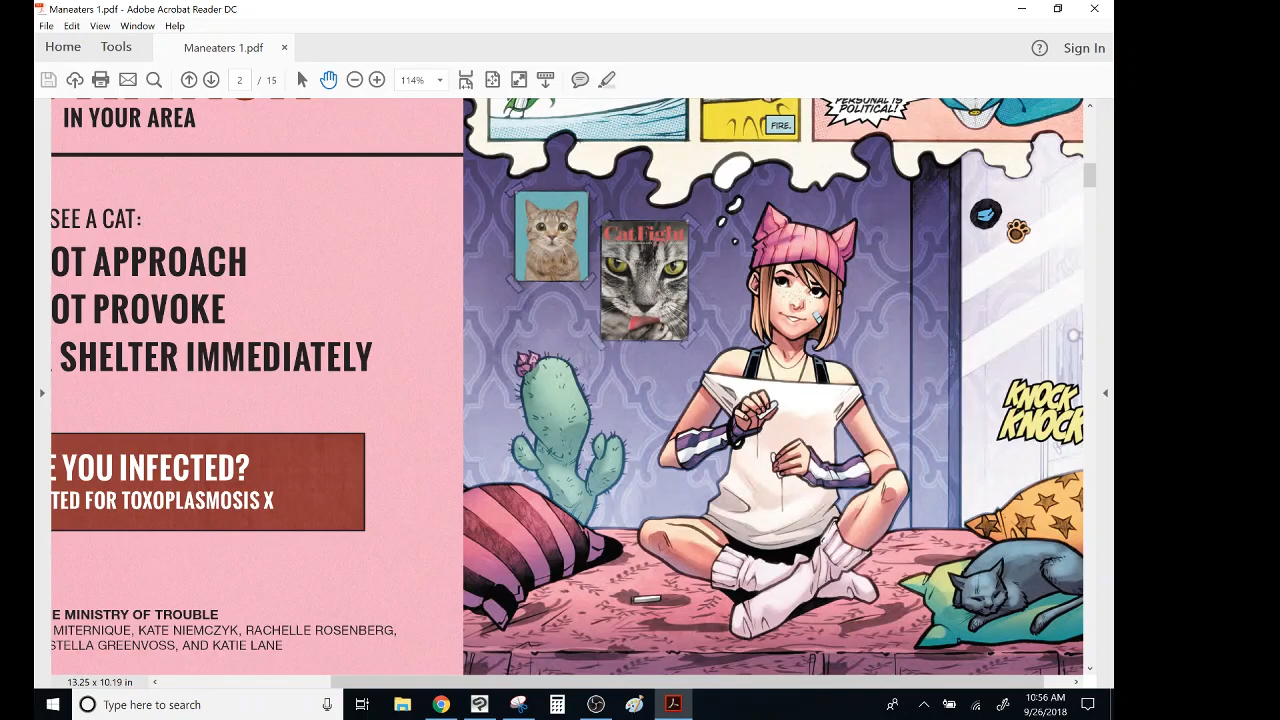 Maneaters 1.pdf - Adobe Acrobat Reader DC
File Edit View Window Help
Home Tools Maneaters 1.pdf × ? Sign In
2 / 15 114%
IN YOUR AREA
SEE A CAT:
OT APPROACH
OT PROVOKE
SHELTER IMMEDIATELY
E YOU INFECTED?
TED FOR TOXOPLASMOSIS X
E MINISTRY OF TROUBLE
MITERNIQUE, KATE NIEMCZYK, RACHELLE ROSENBERG,
STELLA GREENVOSS, AND KATIE LANE
FIRE.
PERSONAL IS
POLITICAL!
CatFight
KNOCK
KNOCK
13.25 x 10.19 in
Type here to search
10:56 AM
9/26/2018